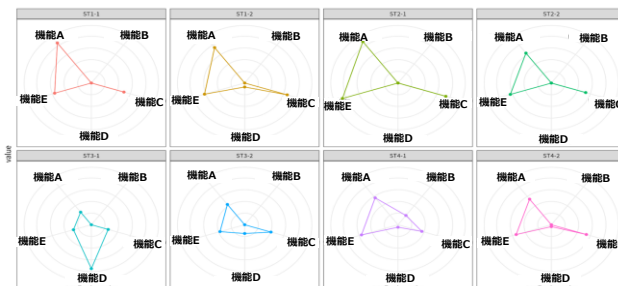 ST1-1
ST1-2
ST2-1
ST2-2
機能A 機能B
機能E 機能C
機能D
機能A 機能B
機能E 機能C
機能D
機能A 機能B
機能E 機能C
機能D
機能A 機能B
機能E 機能C
機能D
value
ST3-1
ST3-2
ST4-1
ST4-2
機能A 機能B
機能E 機能C
機能D
機能A 機能B
機能E 機能C
機能D
機能A 機能B
機能E 機能C
機能D
機能A 機能B
機能E 機能C
機能D